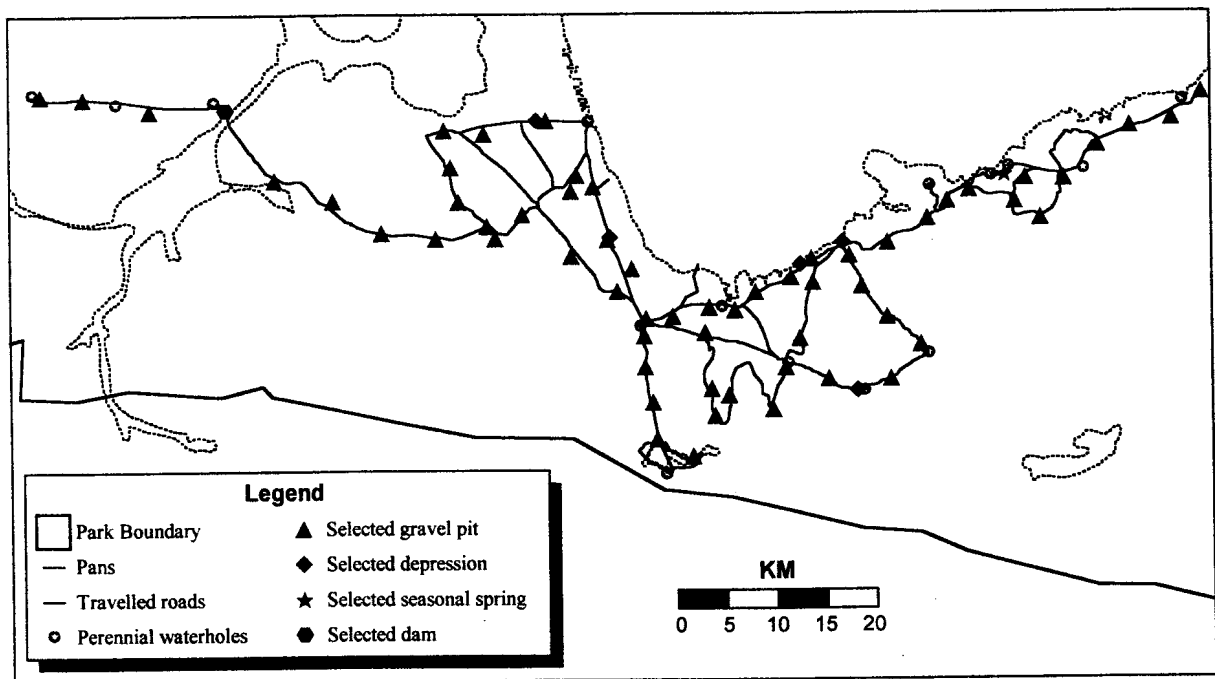 Legend
Park Boundary
Pans
Travelled roads
Perennial waterholes
Selected gravel pit
Selected depression
Selected seasonal spring
Selected dam
KM
0 5 10 15 20